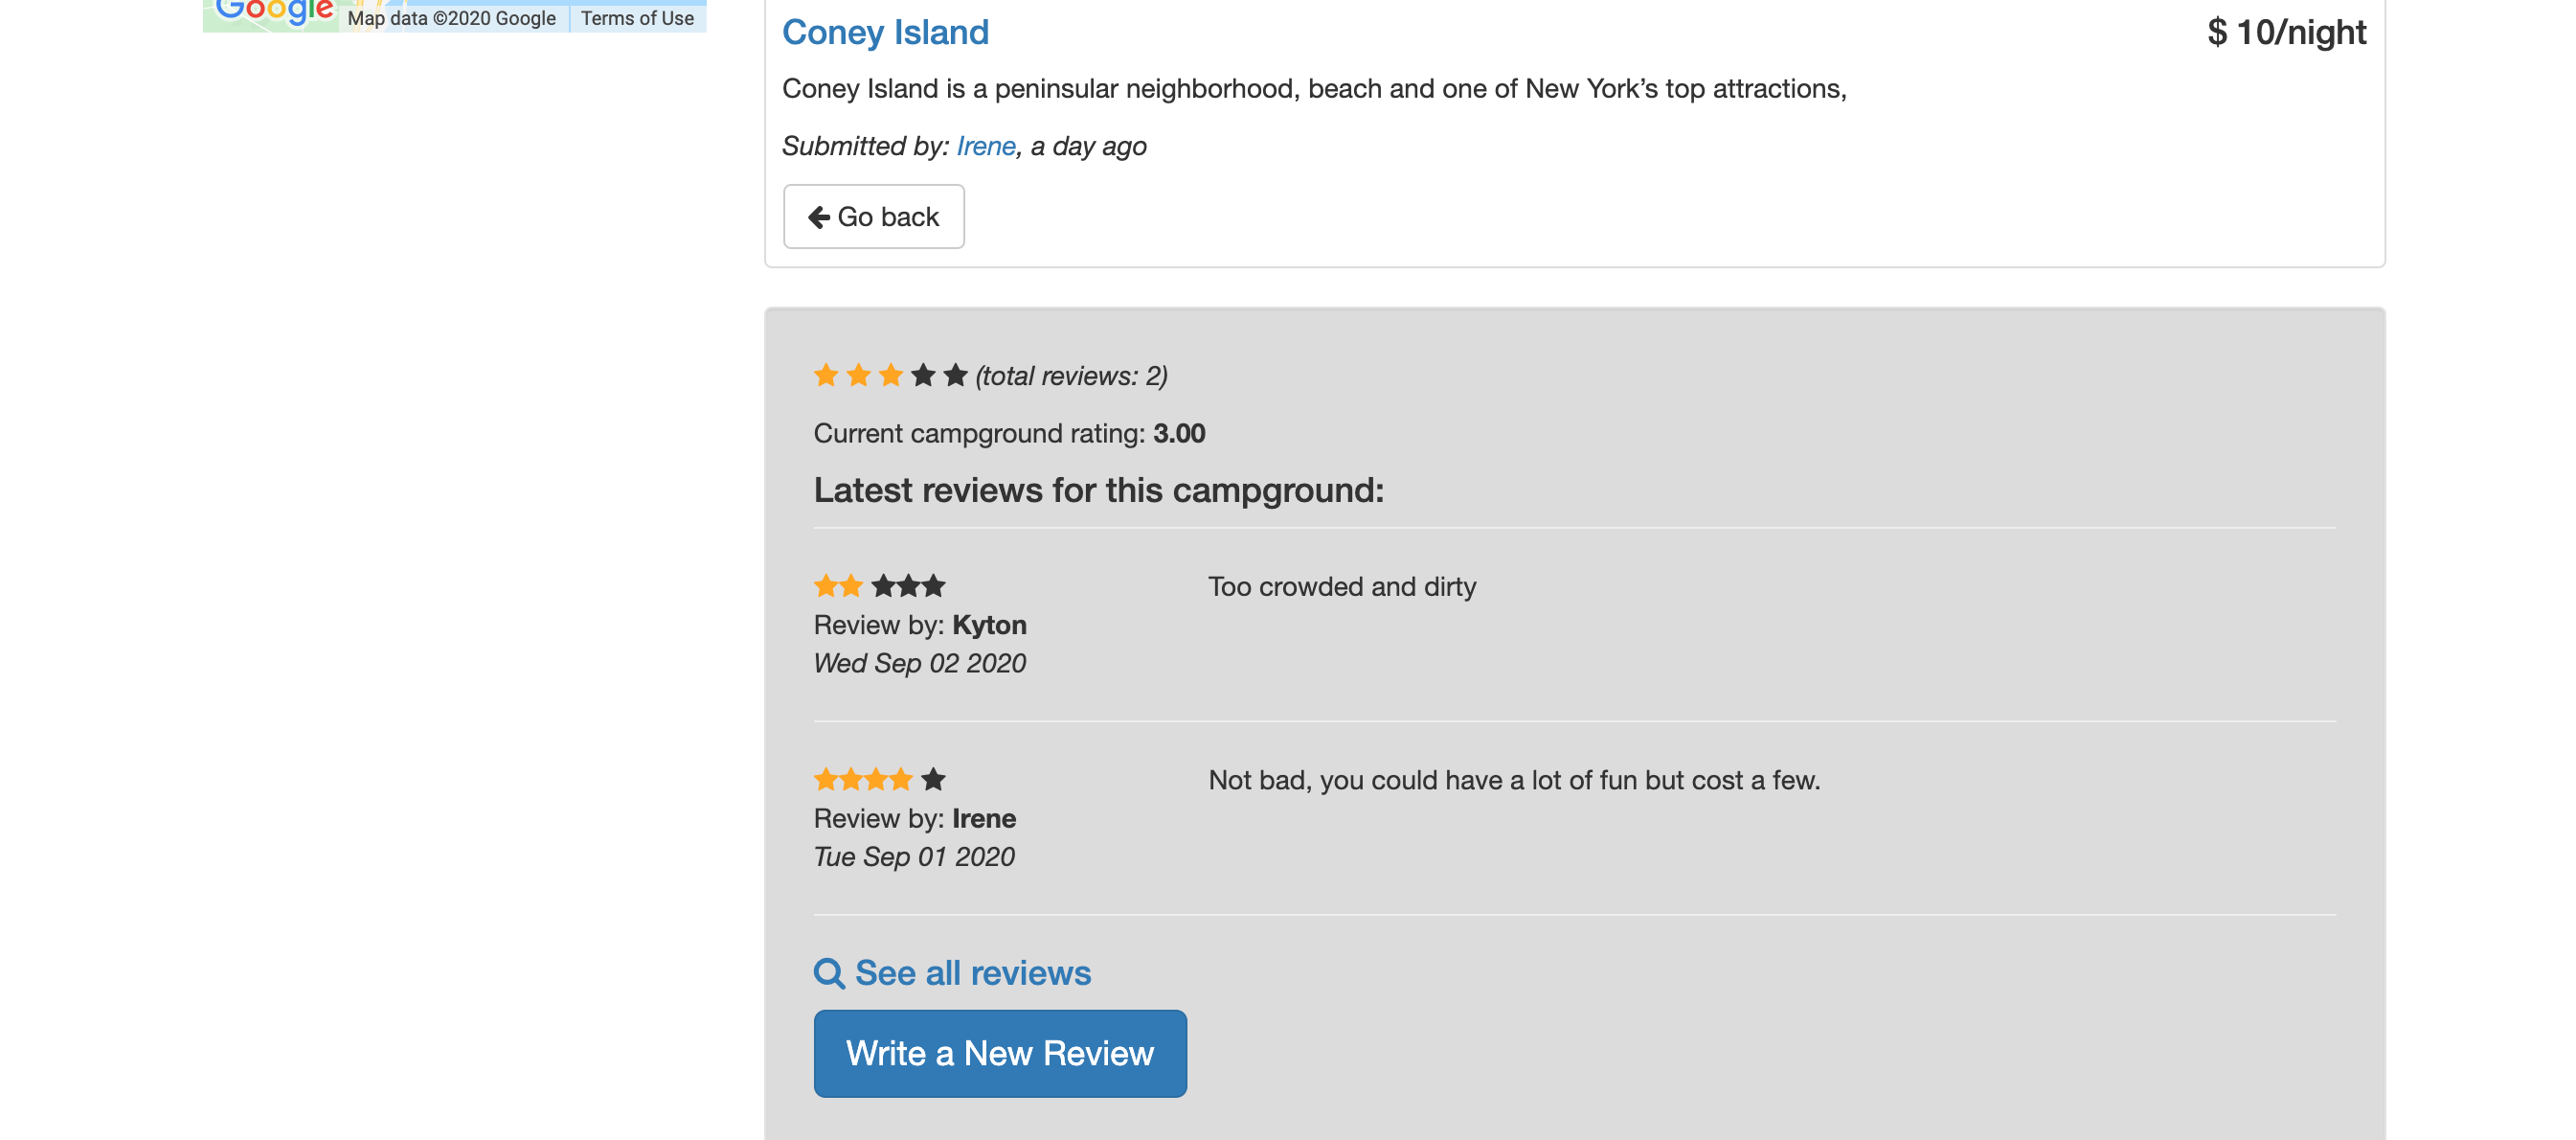 Google Map data ©2020 Google Terms of Use
Coney Island $ 10/night
Coney Island is a peninsular neighborhood, beach and one of New York’s top attractions,
Submitted by: Irene, a day ago
Go back
(total reviews: 2)
Current campground rating: 3.00
Latest reviews for this campground:
Too crowded and dirty
Review by: Kyton
Wed Sep 02 2020
Not bad, you could have a lot of fun but cost a few.
Review by: Irene
Tue Sep 01 2020
See all reviews
Write a New Review